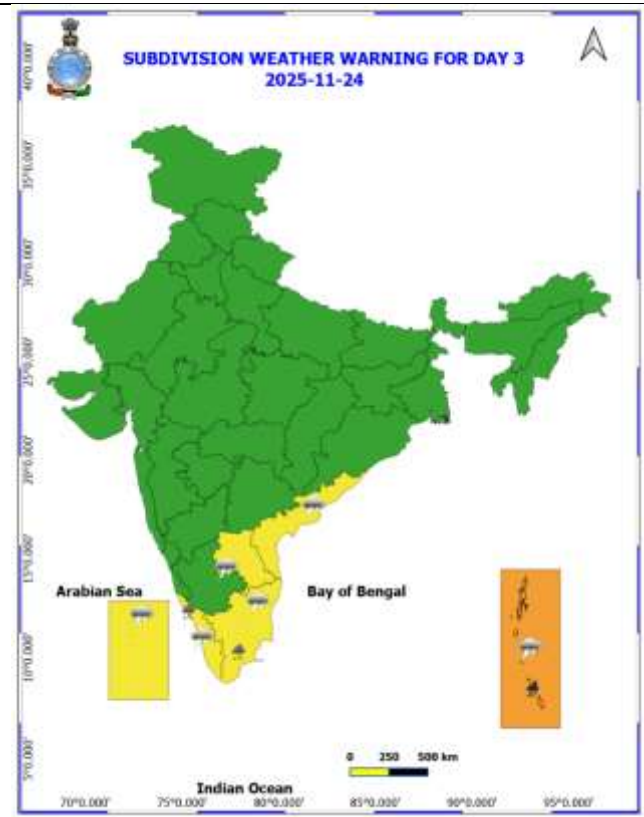 SUBDIVISION WEATHER WARNING FOR DAY 3
2025-11-24
40°0.000'
35°0.000'
30°0.000'
25°0.000'
20°0.000'
15°0.000'
Arabian Sea
Bay of Bengal
10°0.000'
0 250 500 km
5°0.000'
Indian Ocean
70°0.000' 75°0.000' 80°0.000' 85°0.000' 90°0.000' 95°0.000'